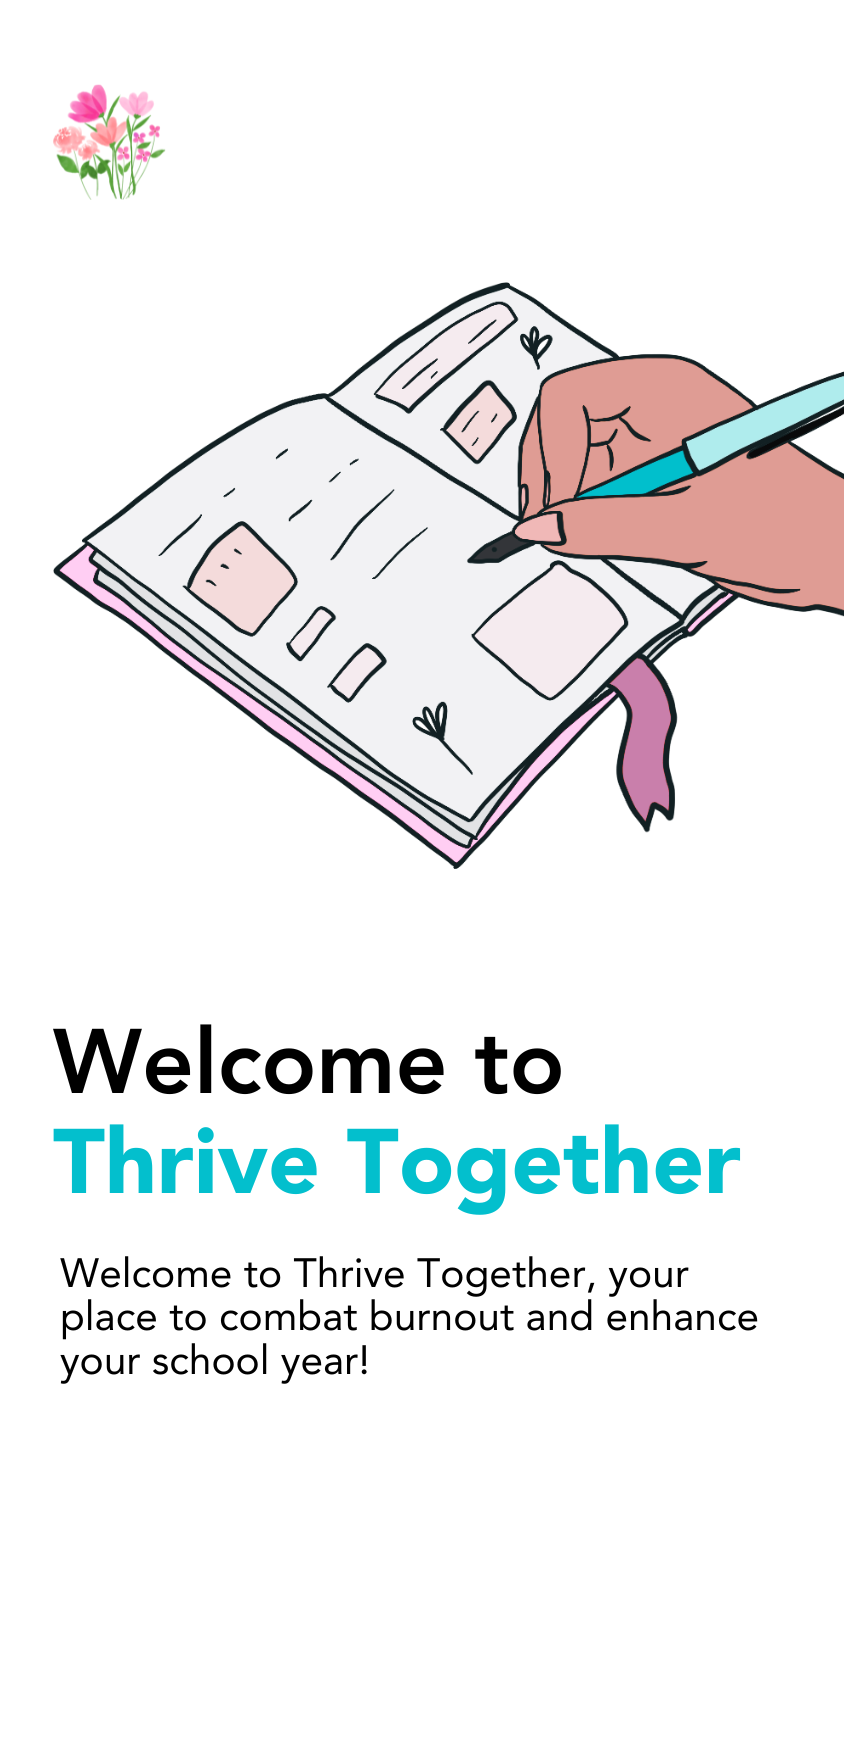 Welcome to
Thrive Together
Welcome to Thrive Together, your
place to combat burnout and enhance
your school year!